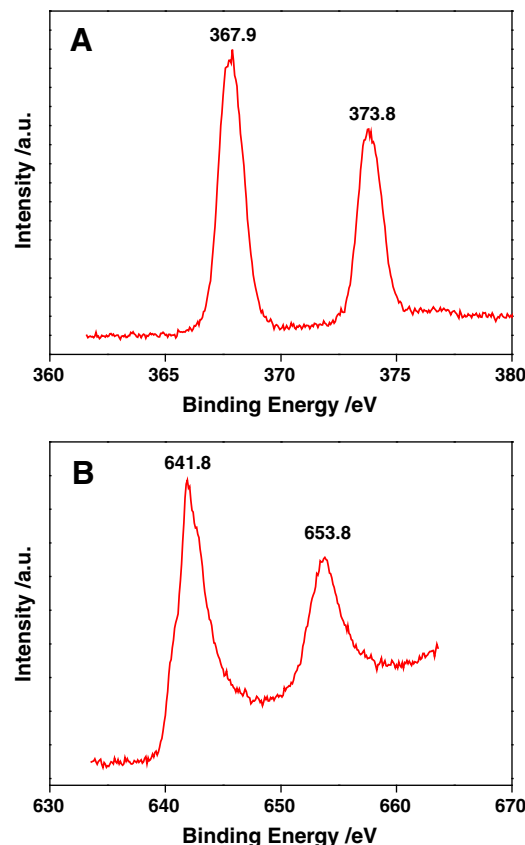 A
367.9
373.8
Intensity /a.u.
360 365 370 375 380
Binding Energy /eV
B
641.8
653.8
Intensity /a.u.
630 640 650 660 670
Binding Energy /eV